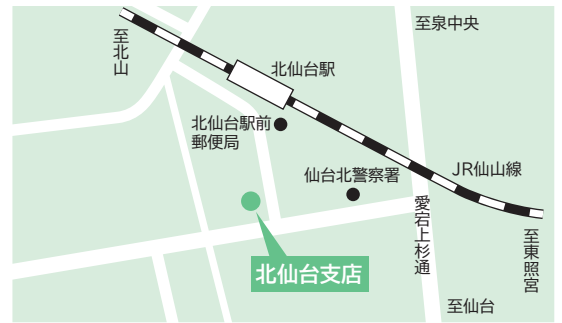 至泉中央
至北山
北仙台駅
北仙台駅前
郵便局
仙台北警察署
JR仙山線
愛宕上杉通
至東照宮
北仙台支店
至仙台